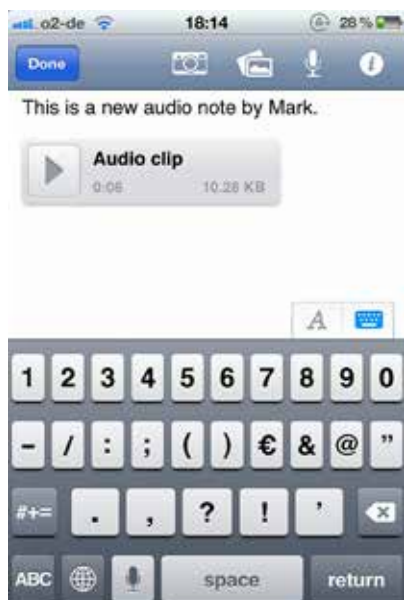 o2-de 18:14 28 %
Done
This is a new audio note by Mark.
Audio clip
0:06 10.28 KB
A
1 2 3 4 5 6 7 8 9 0
- / : ; ( ) € & @ "
#+= . , ? ! '
ABC space return